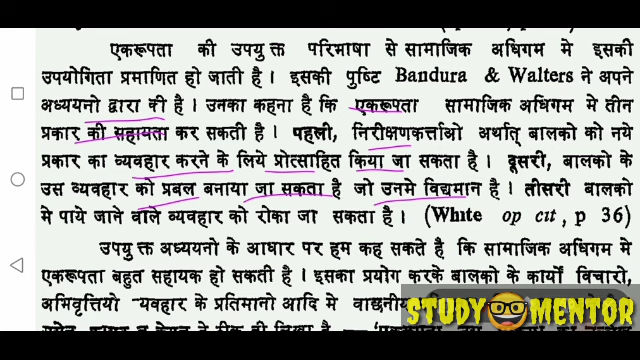 एकरूपता की उपयुक्त परिभाषा से सामाजिक अधिगम मे इसकी
उपयोगिता प्रमाणित हो जाती है। इसकी पुष्टि Bandura & Walters ने अपने
अध्ययनो द्वारा की है। उनका कहना है कि एकरूपता सामाजिक अधिगम मे तीन
प्रकार की सहायता कर सकती है। पहली, निरीक्षणकर्त्ताओ अर्थात् बालको को नये
प्रकार का व्यवहार करने के लिये प्रोत्साहित किया जा सकता है। दूसरी, बालको के
उस व्यवहार को प्रबल बनाया जा सकता है जो उनमे विद्यमान है। तीसरी बालको
मे पाये जाने वाले व्यवहार को रोका जा सकता है। (White op cit, p 36)
उपयुक्त अध्ययनो के आधार पर हम कह सकते है कि सामाजिक अधिगम मे
एकरूपता बहुत सहायक हो सकती है। इसका प्रयोग करके बालको के कार्यो विचारो,
अभिवृत्तियो व्यवहार के प्रतिमानो आदि मे
STUDY MENTOR